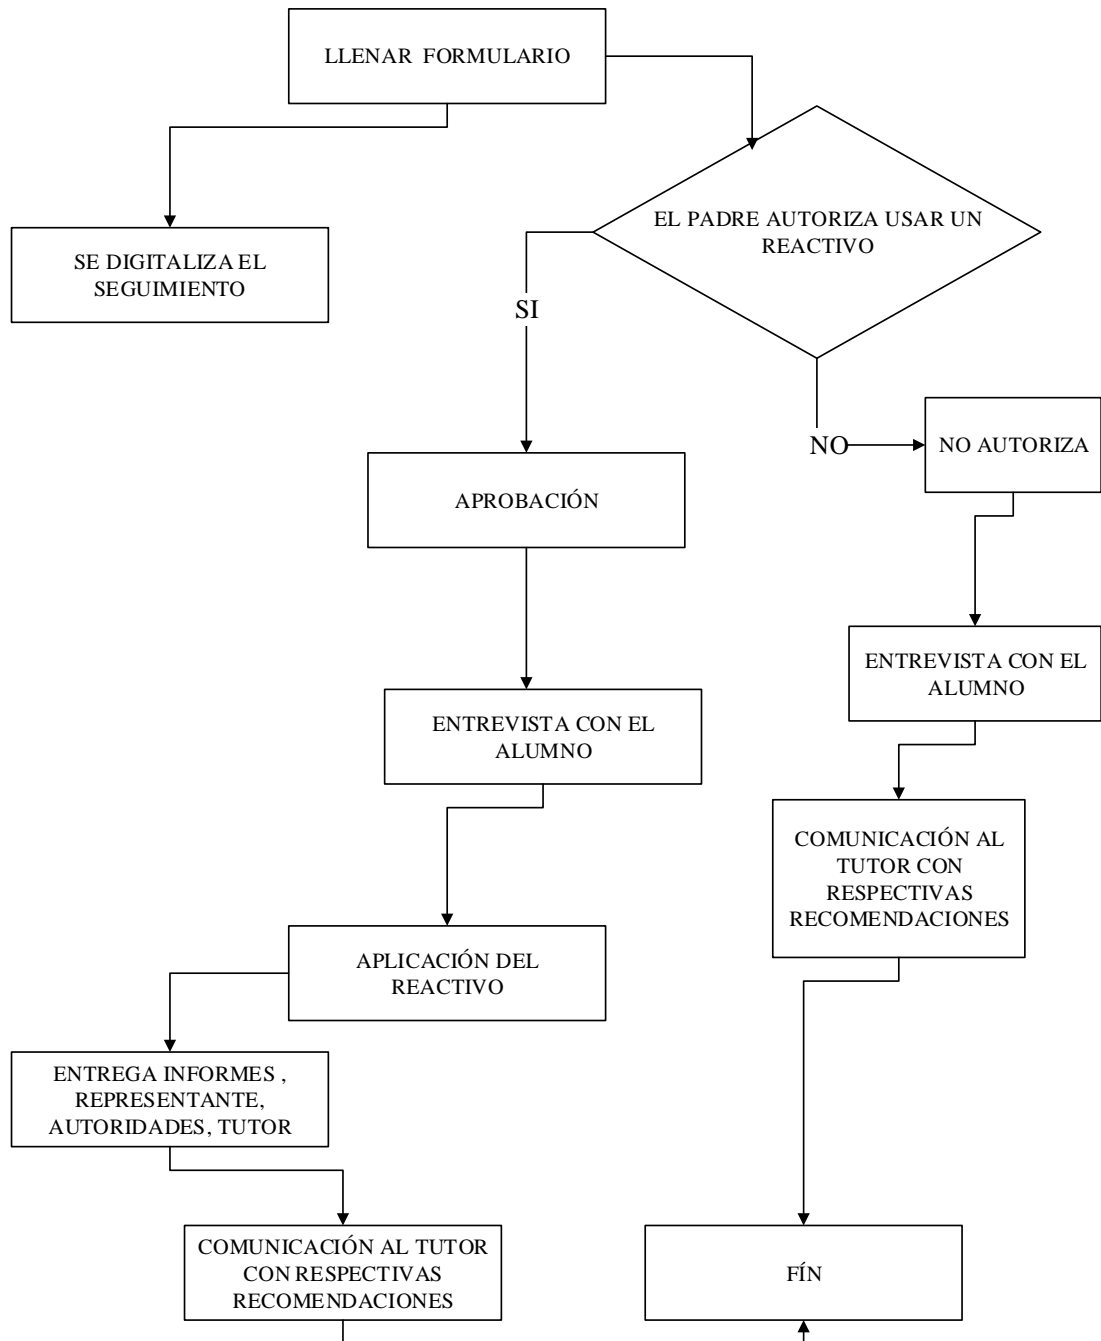 LLENAR FORMULARIO
EL PADRE AUTORIZA USAR UN
REACTIVO
SE DIGITALIZA EL
SEGUIMIENTO
SI
NO
NO AUTORIZA
APROBACIÓN
ENTREVISTA CON EL
ALUMNO
ENTREVISTA CON EL
ALUMNO
COMUNICACIÓN AL
TUTOR CON
RESPECTIVAS
RECOMENDACIONES
APLICACIÓN DEL
REACTIVO
ENTREGA INFORMES ,
REPRESENTANTE,
AUTORIDADES, TUTOR
COMUNICACIÓN AL TUTOR
CON RESPECTIVAS
RECOMENDACIONES
FÍN